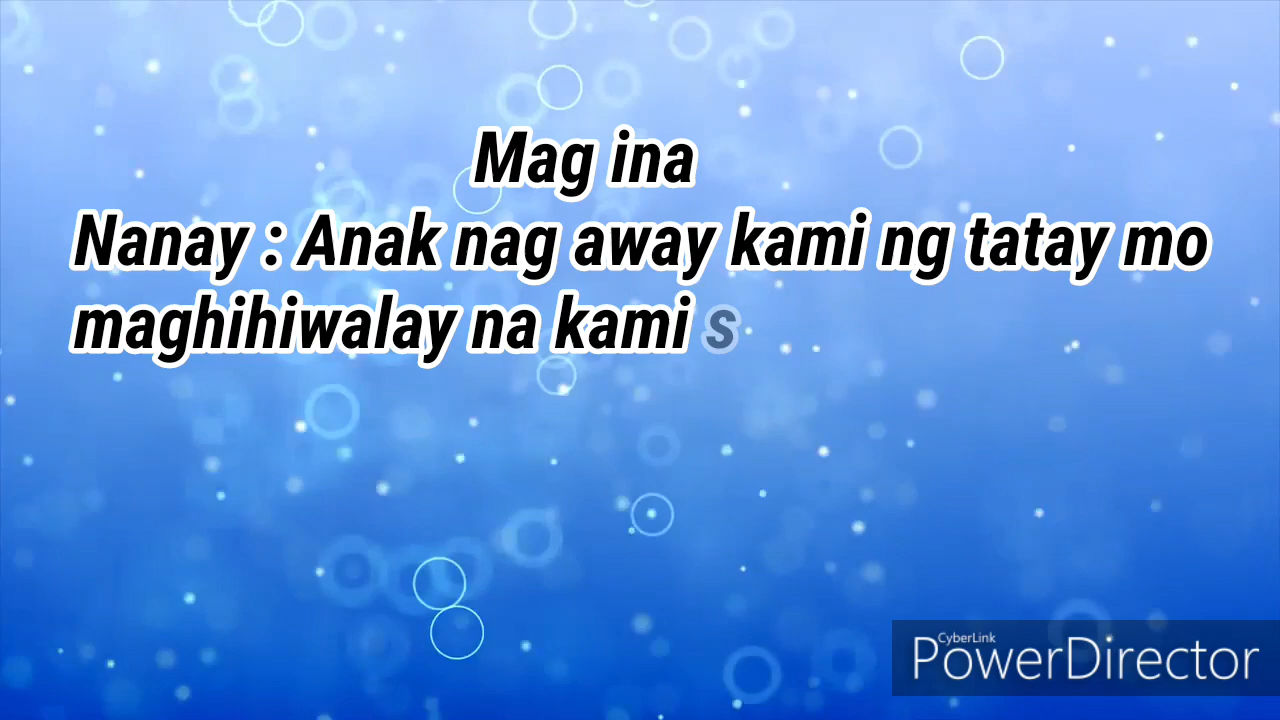 Mag ina
Nanay : Anak nag away kami ng tatay mo
maghihiwalay na kami s
CyberLink
PowerDirector